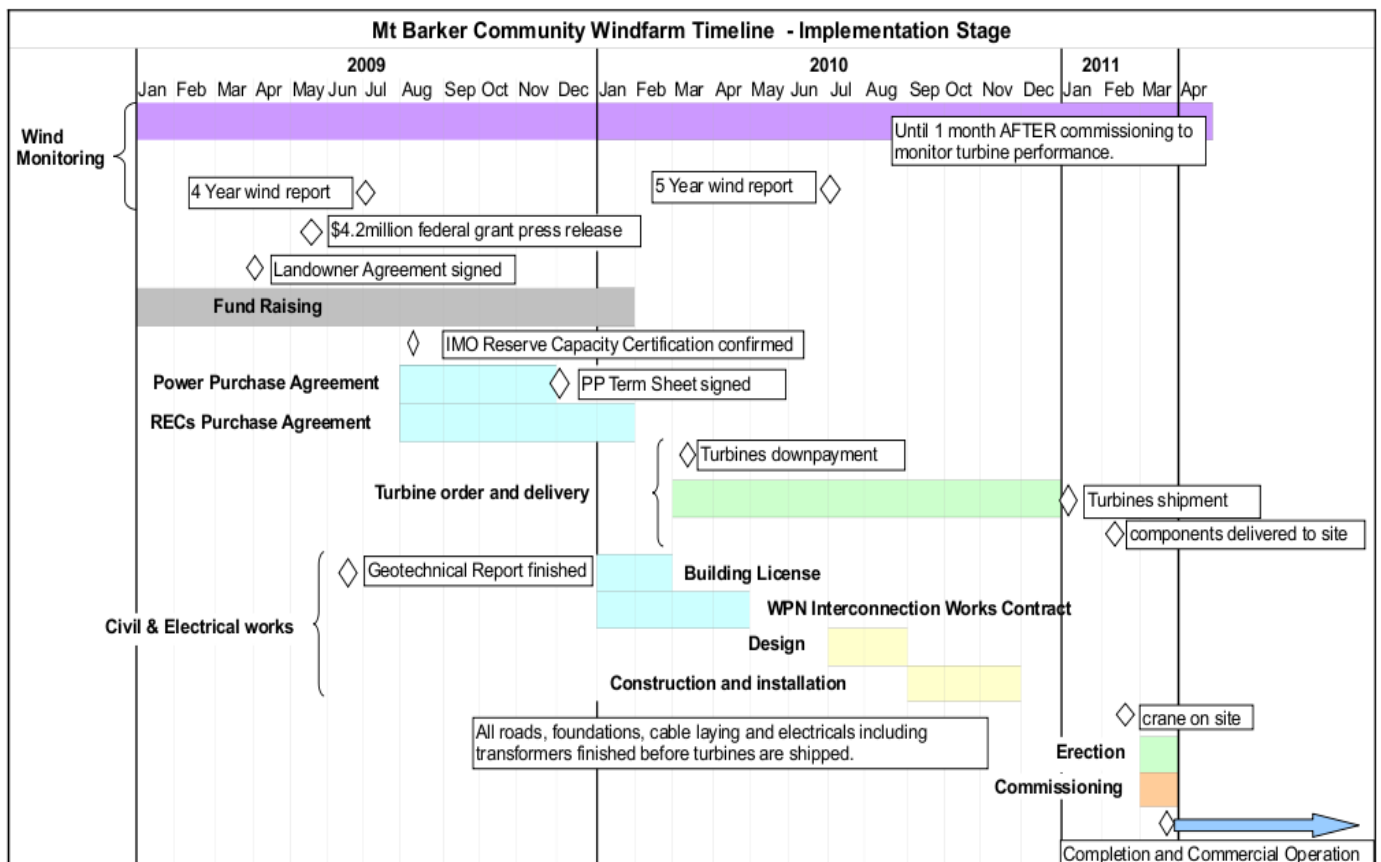 Mt Barker Community Windfarm Timeline - Implementation Stage
2009 2010 2011
Jan Feb Mar Apr May Jun Jul Aug Sep Oct Nov Dec Jan Feb Mar Apr May Jun Jul Aug Sep Oct Nov Dec Jan Feb Mar Apr
Wind
Monitoring
Until 1 month AFTER commissioning to
monitor turbine performance.
4 Year wind report
5 Year wind report
$4.2million federal grant press release
Landowner Agreement signed
Fund Raising
IMO Reserve Capacity Certification confirmed
Power Purchase Agreement
PP Term Sheet signed
RECs Purchase Agreement
Turbines downpayment
Turbine order and delivery
Turbines shipment
components delivered to site
Geotechnical Report finished
Building License
WPN Interconnection Works Contract
Civil & Electrical works
Design
Construction and installation
crane on site
All roads, foundations, cable laying and electricals including
transformers finished before turbines are shipped.
Erection
Commissioning
Completion and Commercial Operation